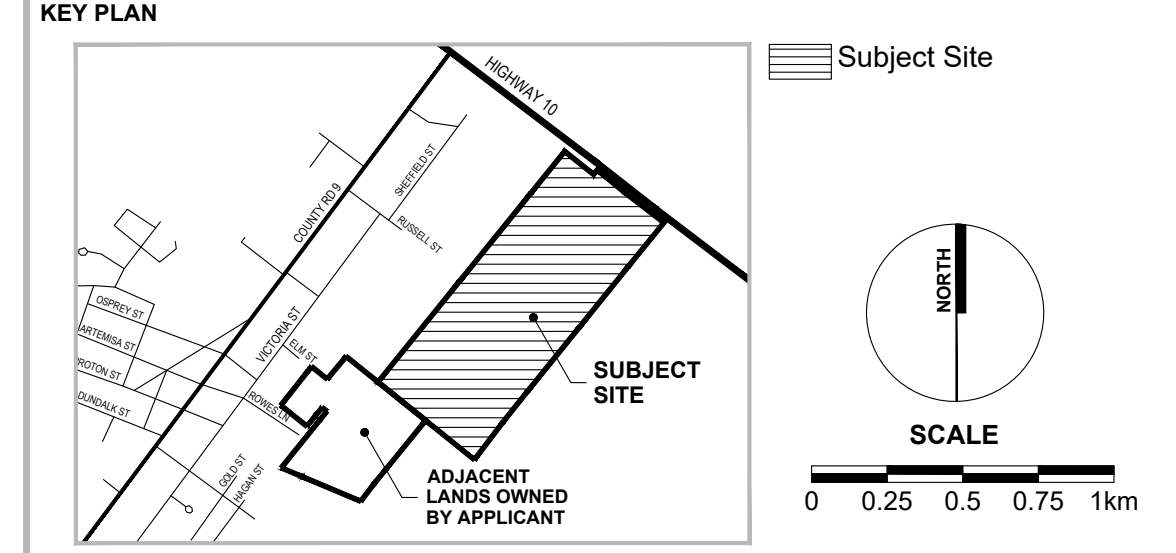 KEY PLAN
Subject Site
HIGHWAY 10
SHEFFIELD ST
COUNTY RD 9
RUSSELL ST
OSPREY ST
ARTEMISA ST
ROTON ST
DUNDALK ST
VICTORIA ST
ELM ST
ROWES LN
GOLD ST
HAGAN ST
SUBJECT
SITE
ADJACENT
LANDS OWNED
BY APPLICANT
NORTH
SCALE
0 0.25 0.5 0.75 1km